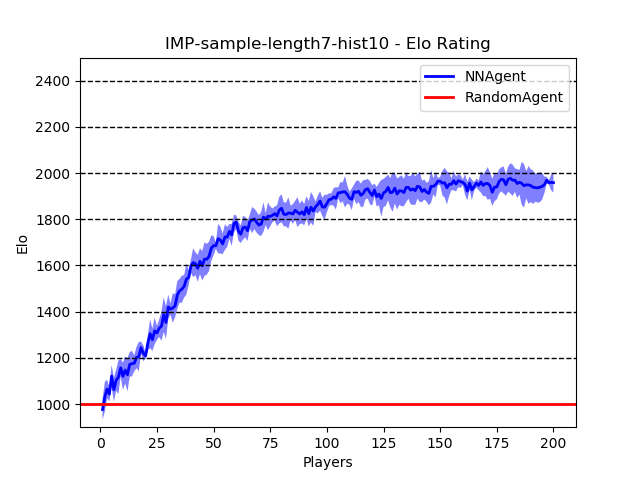 IMP-sample-length7-hist10 - Elo Rating
NNAgent
RandomAgent
2400
2200
2000
1800
1600
1400
1200
1000
Elo
0 25 50 75 100 125 150 175 200
Players